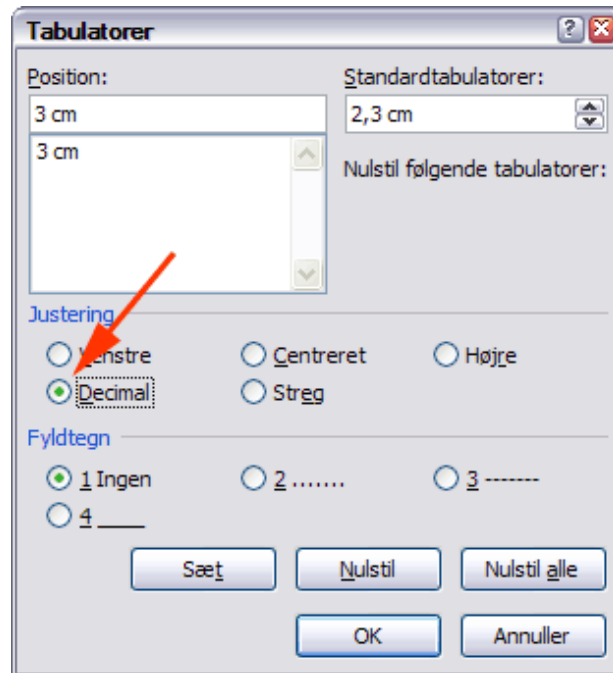 Tabulatorer
Position: Standardtabulatorer:
3 cm 2,3 cm
3 cm
Nulstil følgende tabulatorer:
Justering
Venstre Centreret Højre
Decimal Streg
Fyldtegn
1 Ingen 2 ....... 3 -------
4 ____
Sæt Nulstil Nulstil alle
OK Annuller